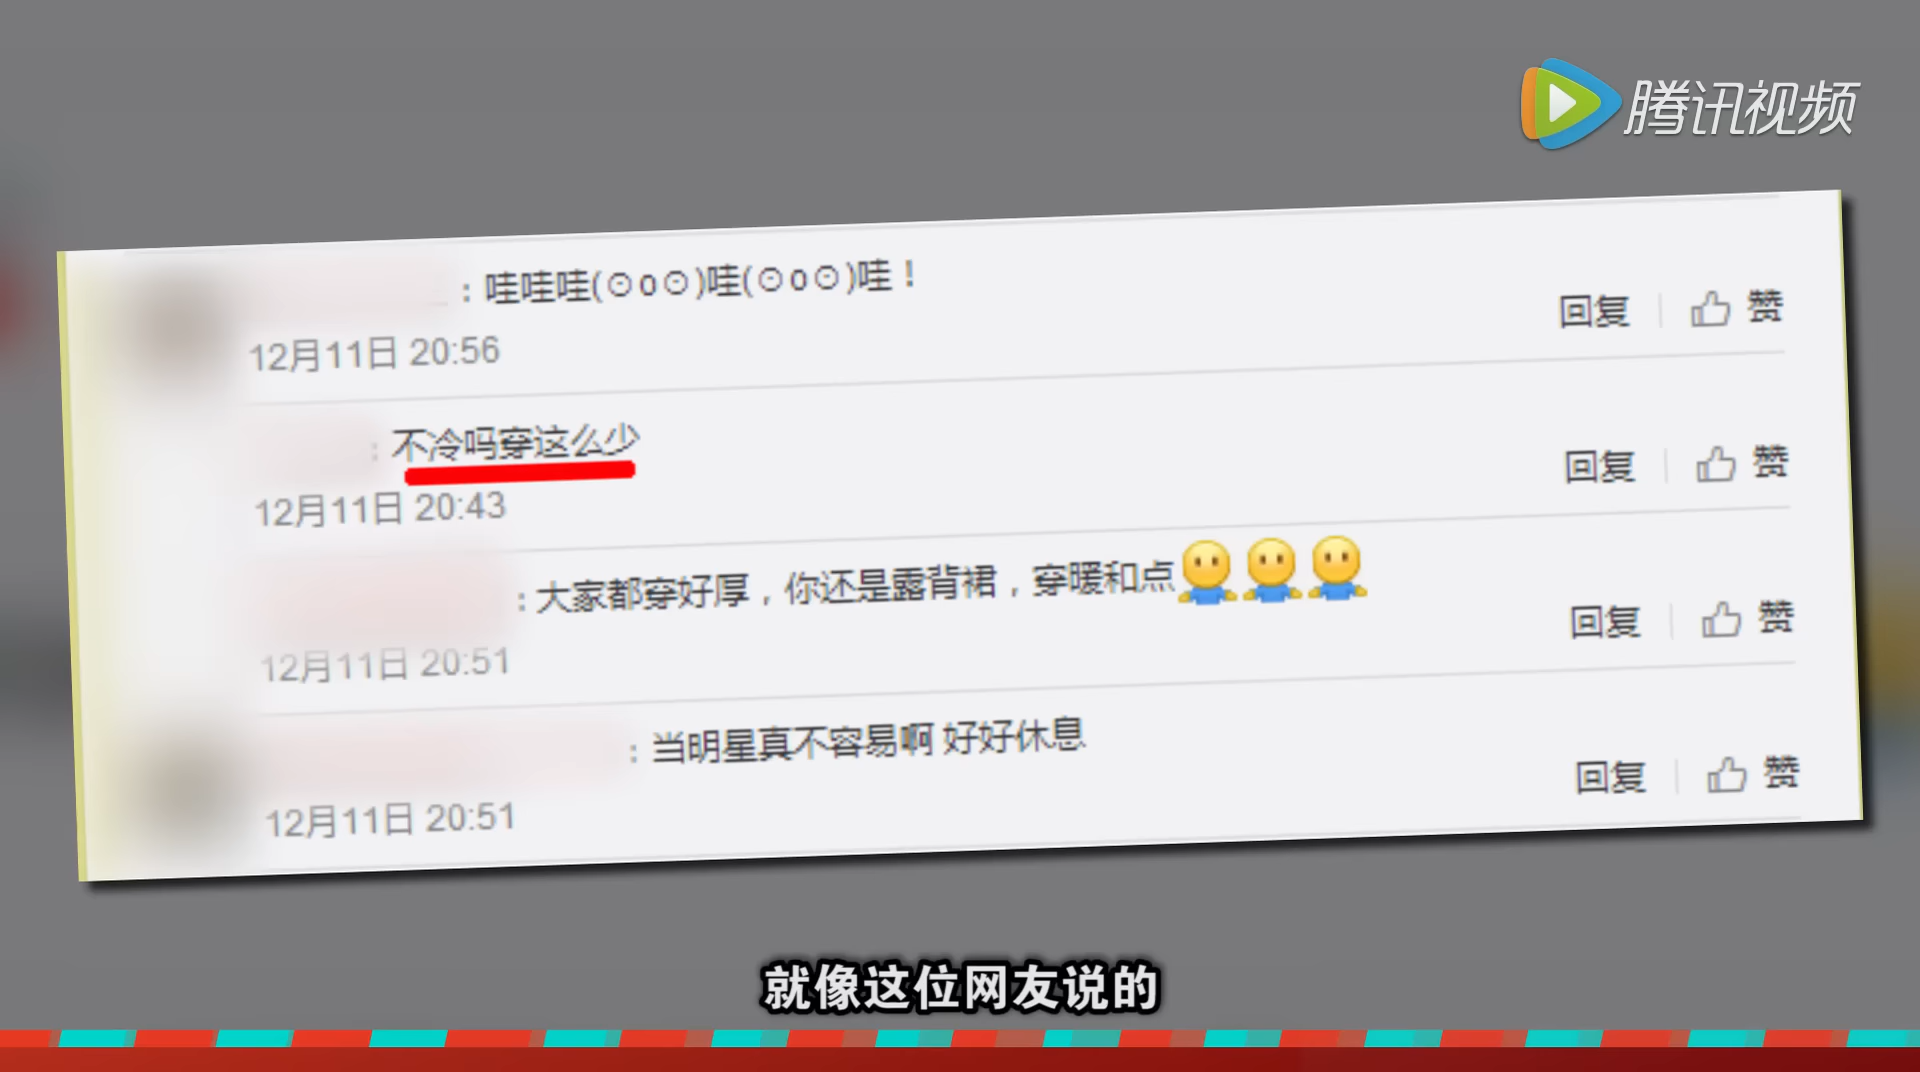 腾讯视频
：哇哇哇(⊙o⊙)哇(⊙o⊙)哇！
12月11日 20:56
回复 赞
：不冷吗穿这么少
12月11日 20:43
回复 赞
：大家都穿好厚，你还是露背裙，穿暖和点
12月11日 20:51
回复 赞
：当明星真不容易啊 好好休息
12月11日 20:51
回复 赞
就像这位网友说的